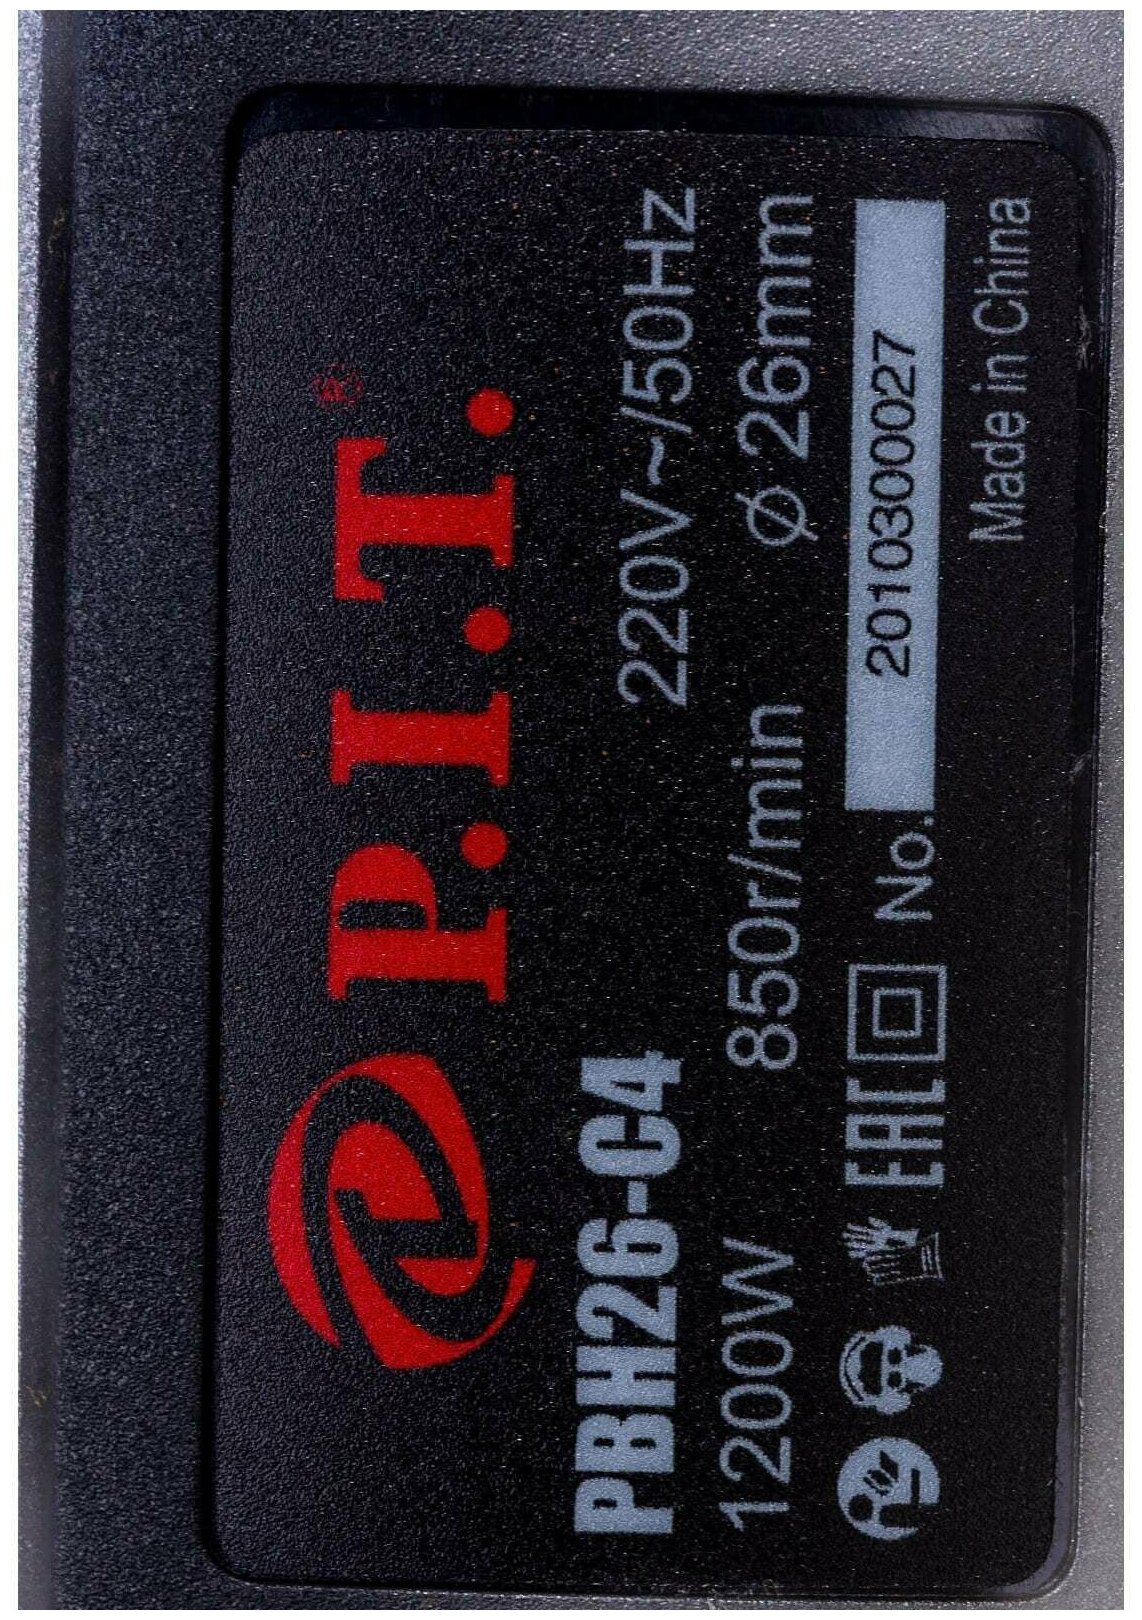 P.I.T.®
PBH26-C4 220V~/50Hz
1200W 850r/min Ø 26mm
EAC No. 2010300027
Made in China